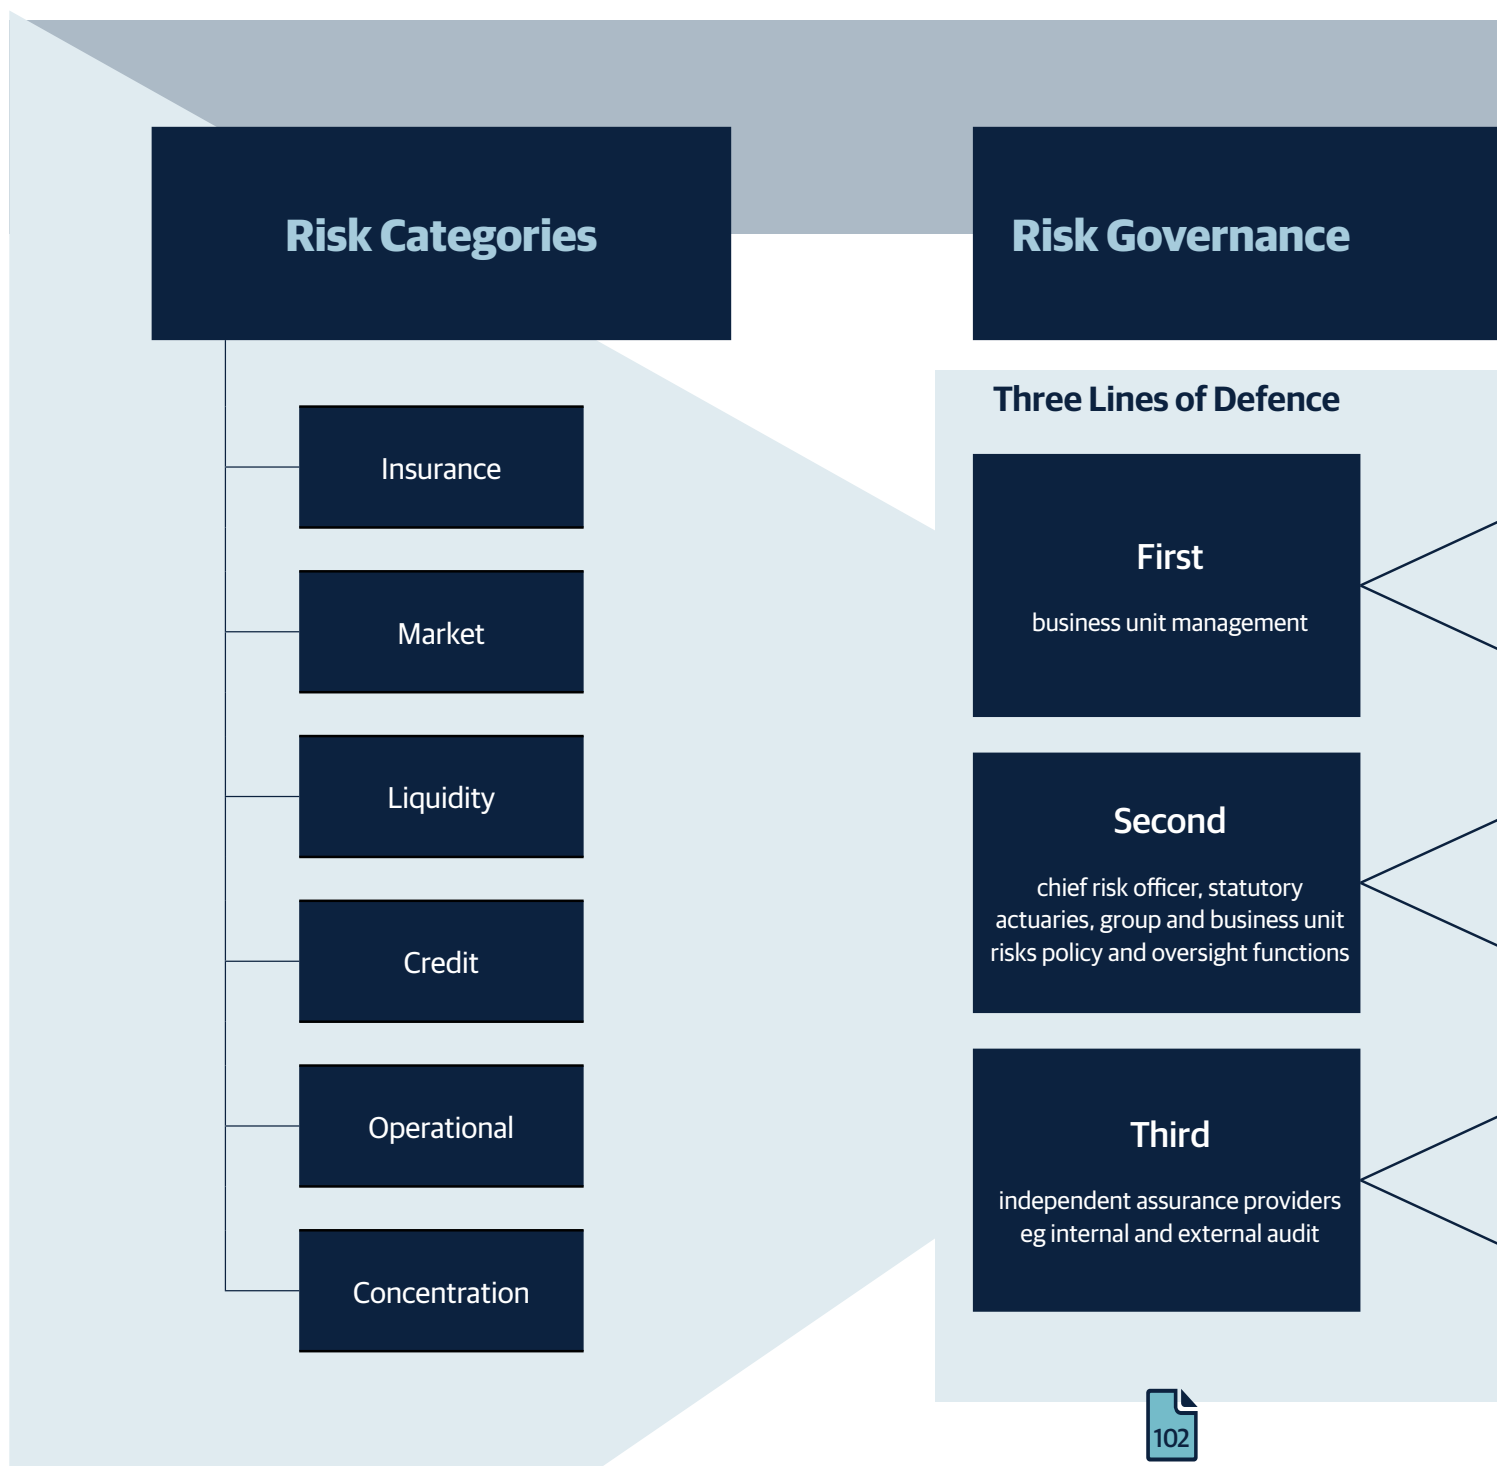 Risk Categories
Insurance
Market
Liquidity
Credit
Operational
Concentration
Risk Governance
Three Lines of Defence
First
business unit management
Second
chief risk officer, statutory
actuaries, group and business unit
risks policy and oversight functions
Third
independent assurance providers
eg internal and external audit
102